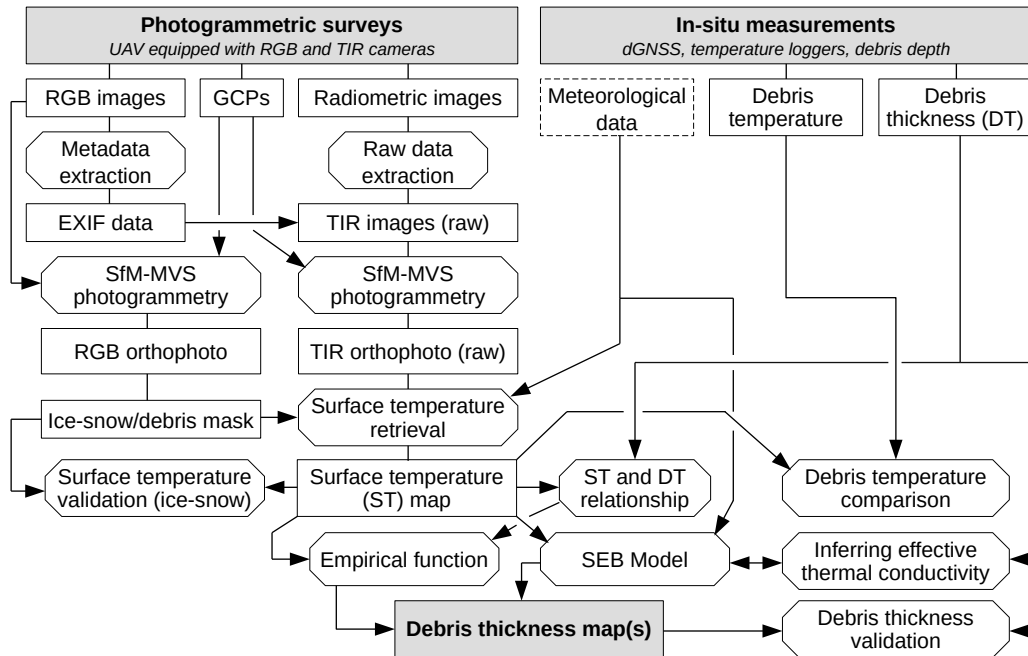 Photogrammetric surveys
UAV equipped with RGB and TIR cameras
In-situ measurements
dGNSS, temperature loggers, debris depth
RGB images
GCPs
Radiometric images
Meteorological
data
Debris
temperature
Debris
thickness (DT)
Metadata
extraction
Raw data
extraction
EXIF data
TIR images (raw)
SfM-MVS
photogrammetry
SfM-MVS
photogrammetry
RGB orthophoto
TIR orthophoto (raw)
Ice-snow/debris mask
Surface temperature
retrieval
Surface temperature
validation (ice-snow)
Surface temperature
(ST) map
ST and DT
relationship
Debris temperature
comparison
Empirical function
SEB Model
Inferring effective
thermal conductivity
Debris thickness map(s)
Debris thickness
validation